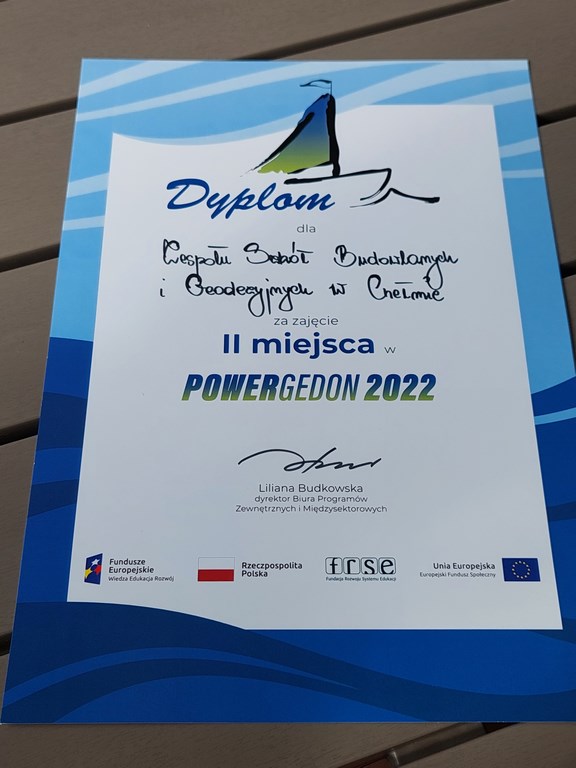 Dyplom
dla
Zespołu Szkół Budowlanych
i Geodezyjnych w Chełmie
za zajęcie
II miejsca w
POWERGEDON 2022
Liliana Budkowska
dyrektor Biura Programów
Zewnętrznych i Międzysektorowych
Fundusze
Europejskie
Wiedza Edukacja Rozwój
Rzeczpospolita
Polska
frse
Fundacja Rozwoju Systemu Edukacji
Unia Europejska
Europejski Fundusz Społeczny